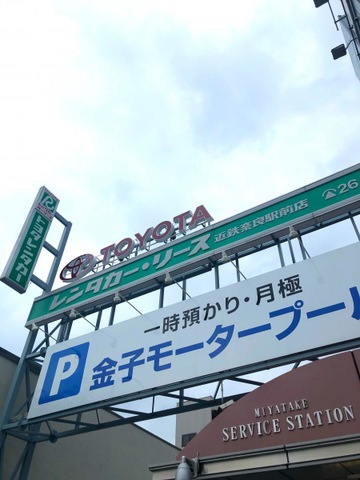 トヨタレンタカー
TOYOTA
レンタカー・リース 近鉄奈良駅前店 26
一時預かり・月極
P 金子モータープール
MIYATAKE
SERVICE STATION